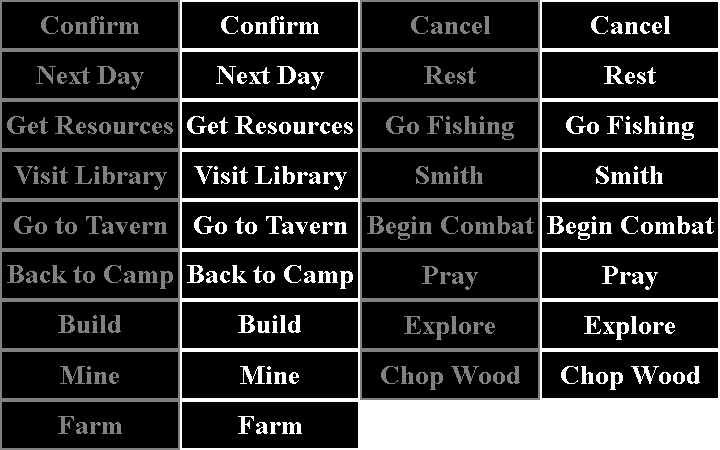 Confirm Confirm Cancel Cancel
Next Day Next Day Rest Rest
Get Resources Get Resources Go Fishing Go Fishing
Visit Library Visit Library Smith Smith
Go to Tavern Go to Tavern Begin Combat Begin Combat
Back to Camp Back to Camp Pray Pray
Build Build Explore Explore
Mine Mine Chop Wood Chop Wood
Farm Farm